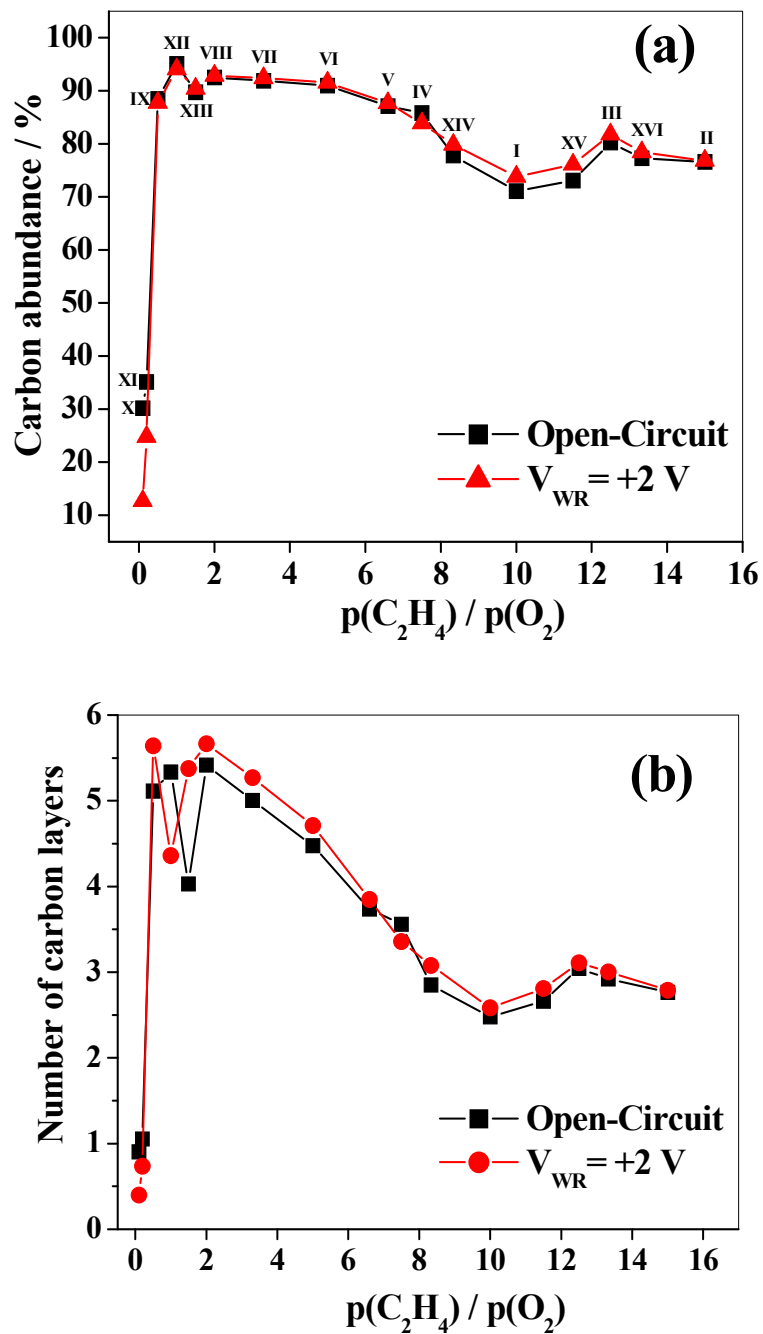 (a)
100
90
80
70
60
50
40
30
20
10
Carbon abundance / %
XII
VIII
VII
VI
IX
XIII
V
IV
XIV
I
XV
III
XVI
II
XI
X
Open-Circuit
V_WR = +2 V
0 2 4 6 8 10 12 14 16
p(C₂H₄) / p(O₂)
(b)
6
5
4
3
2
1
0
Number of carbon layers
Open-Circuit
V_WR = +2 V
0 2 4 6 8 10 12 14 16
p(C₂H₄) / p(O₂)